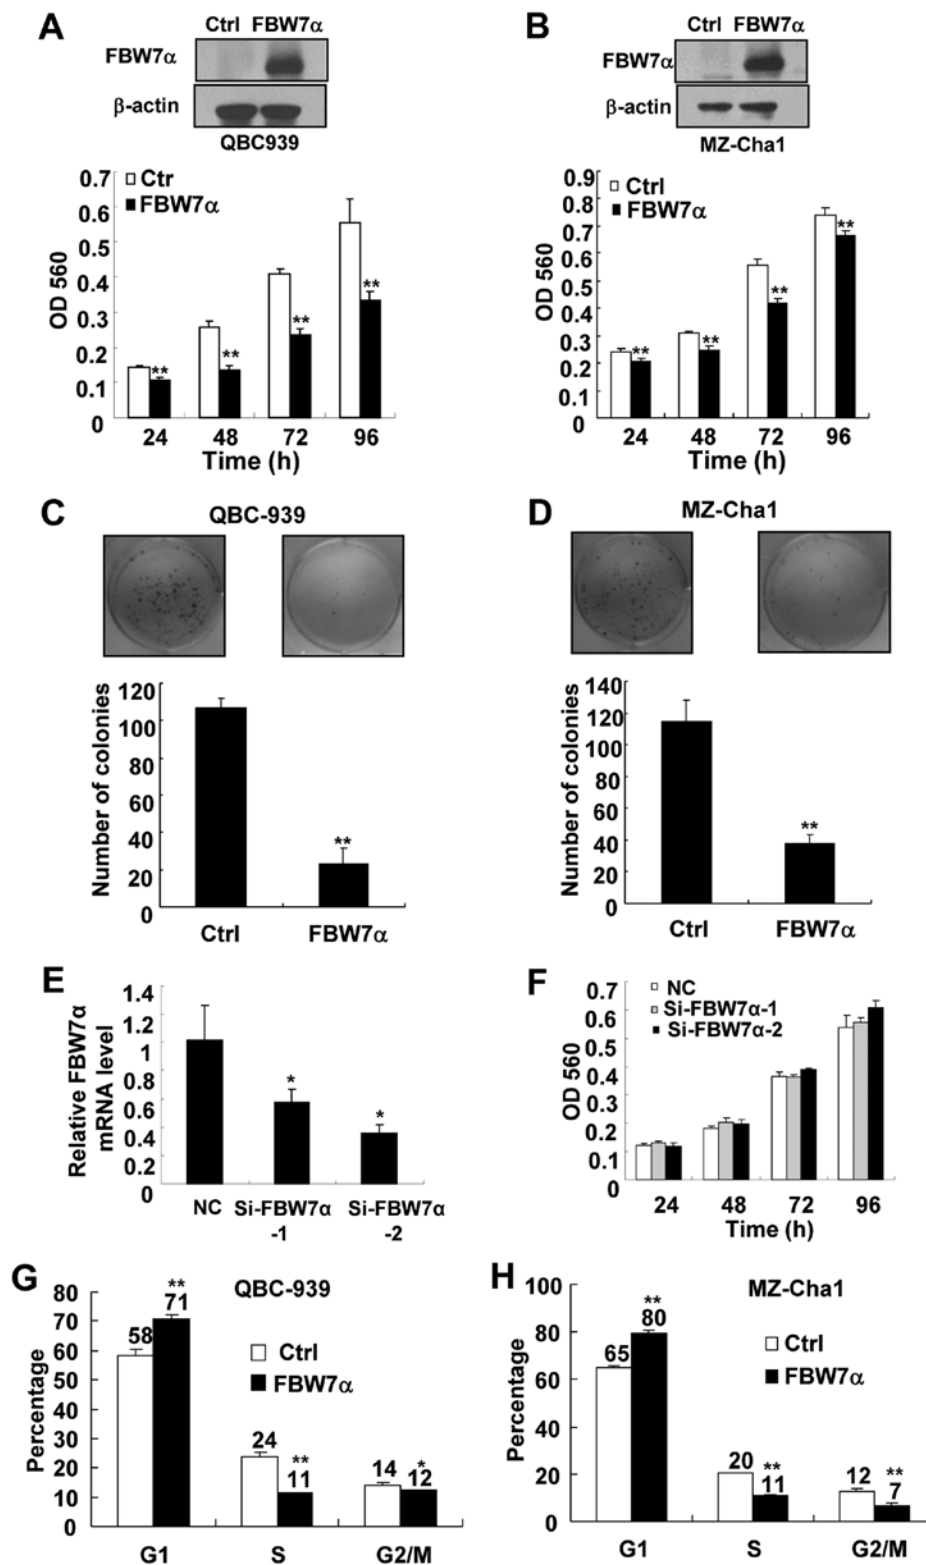 A
Ctrl FBW7α
FBW7α
β-actin
QBC939
0.7
0.6
0.5
0.4
0.3
0.2
0.1
0
OD 560
Ctr
FBW7α
** ** ** **
24 48 72 96
Time (h)
B
Ctrl FBW7α
FBW7α
β-actin
MZ-Cha1
0.9
0.8
0.7
0.6
0.5
0.4
0.3
0.2
0.1
0
OD 560
Ctrl
FBW7α
** ** ** **
24 48 72 96
Time (h)
C
QBC-939
120
100
80
60
40
20
0
Number of colonies
**
Ctrl FBW7α
D
MZ-Cha1
140
120
100
80
60
40
20
0
Number of colonies
**
Ctrl FBW7α
E
1.4
1.2
1
0.8
0.6
0.4
0.2
0
Relative FBW7α
mRNA level
* *
NC Si-FBW7α Si-FBW7α
-1 -2
F
0.7
0.6
0.5
0.4
0.3
0.2
0.1
0
OD 560
NC
Si-FBW7α-1
Si-FBW7α-2
24 48 72 96
Time (h)
G
QBC-939
80
70
60
50
40
30
20
10
0
Percentage
Ctrl
FBW7α
** ** *
58 71 24 11 14 12
G1 S G2/M
H
MZ-Cha1
100
80
60
40
20
0
Percentage
Ctrl
FBW7α
** ** **
65 80 20 11 12 7
G1 S G2/M